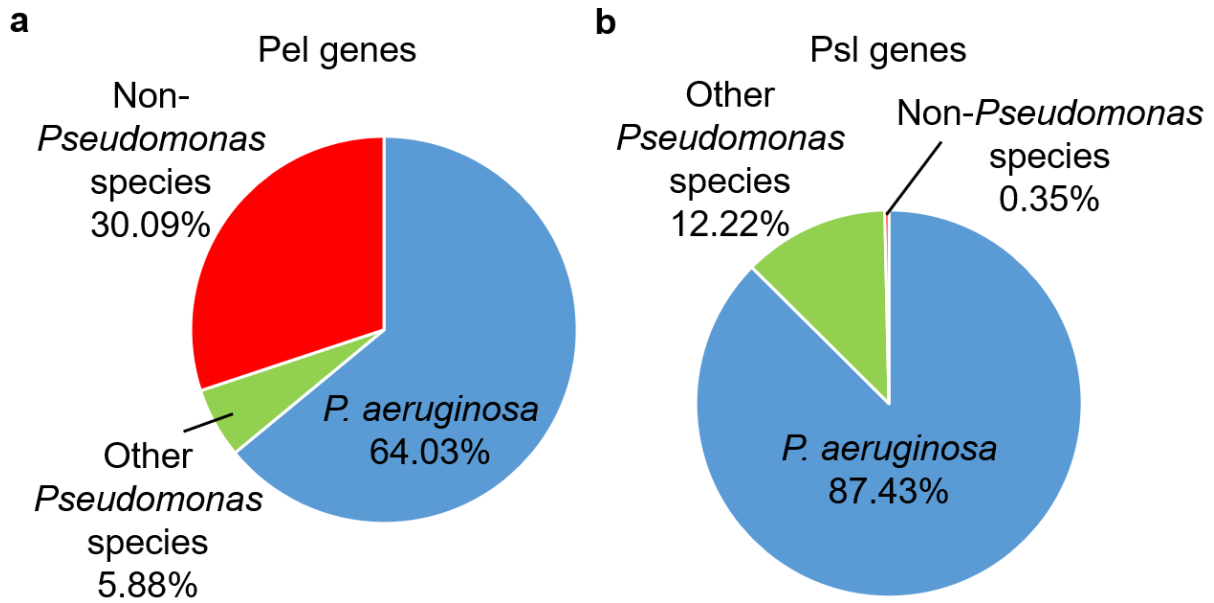 a
Pel genes
Non-
Pseudomonas
species
30.09%
P. aeruginosa
64.03%
Other
Pseudomonas
species
5.88%
b
Psl genes
Other
Pseudomonas
species
12.22%
Non-Pseudomonas
species
0.35%
P. aeruginosa
87.43%